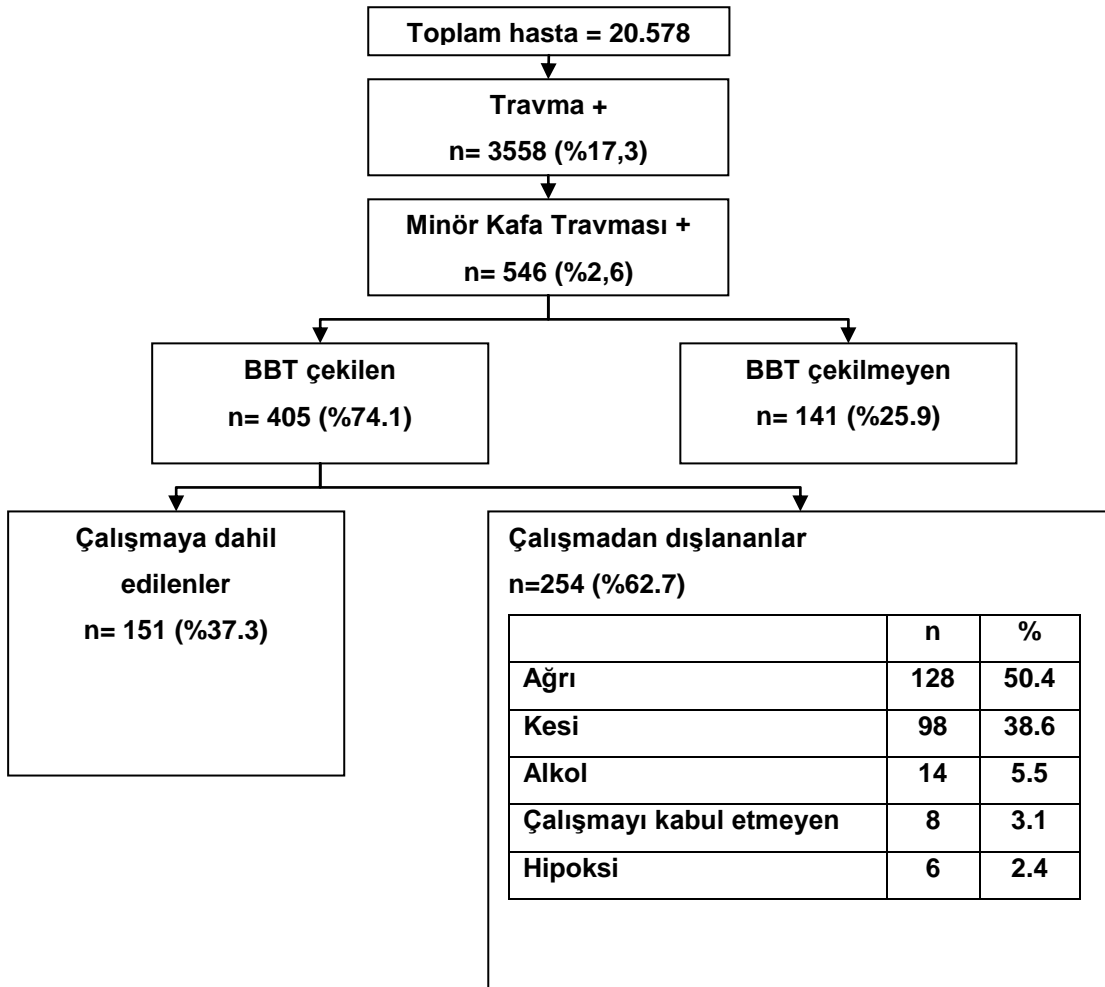 Toplam hasta = 20.578
Travma +
n= 3558 (%17,3)
Minör Kafa Travması +
n= 546 (%2,6)
BBT çekilen
n= 405 (%74.1)
BBT çekilmeyen
n= 141 (%25.9)
Çalışmaya dahil
edilenler
n= 151 (%37.3)
Çalışmadan dışlananlar
n=254 (%62.7)
n %
Ağrı 128 50.4
Kesi 98 38.6
Alkol 14 5.5
Çalışmayı kabul etmeyen 8 3.1
Hipoksi 6 2.4